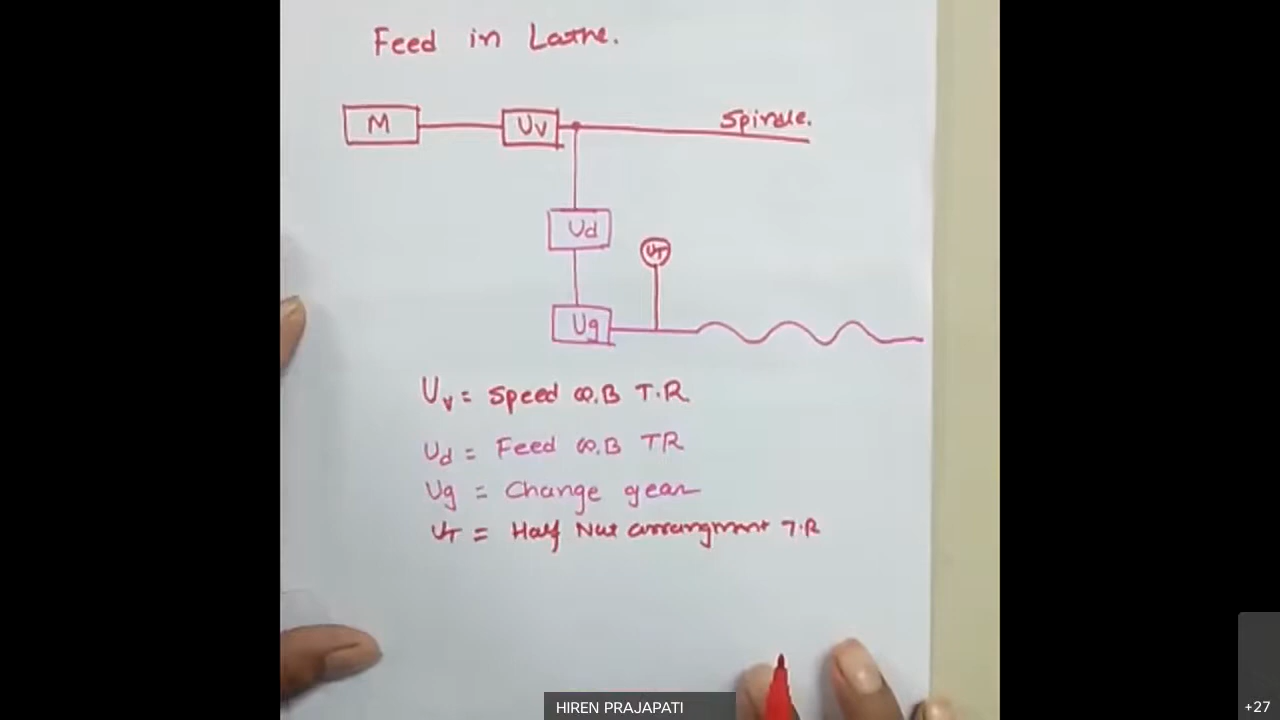 Feed in Lathe.
M
Uv
Spindle.
Ud
UT
Ug
Uv = Speed G.B T.R
Ud = Feed G.B TR
Ug = Change gear
UT = Half Nut arrangment T.R
HIREN PRAJAPATI
+27